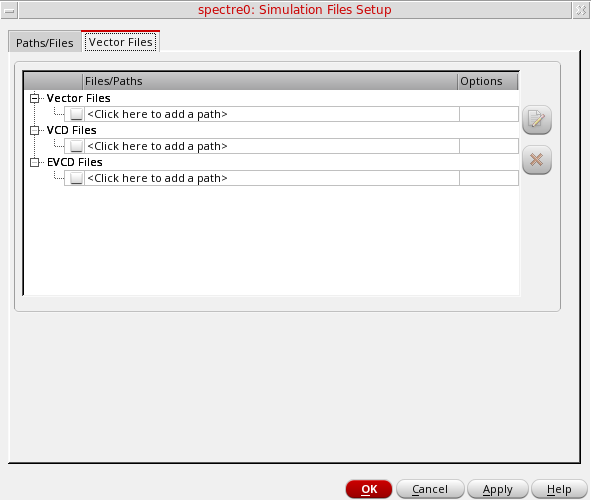 spectre0: Simulation Files Setup
Paths/Files Vector Files
Files/Paths Options
Vector Files
<Click here to add a path>
VCD Files
<Click here to add a path>
EVCD Files
<Click here to add a path>
OK Cancel Apply Help